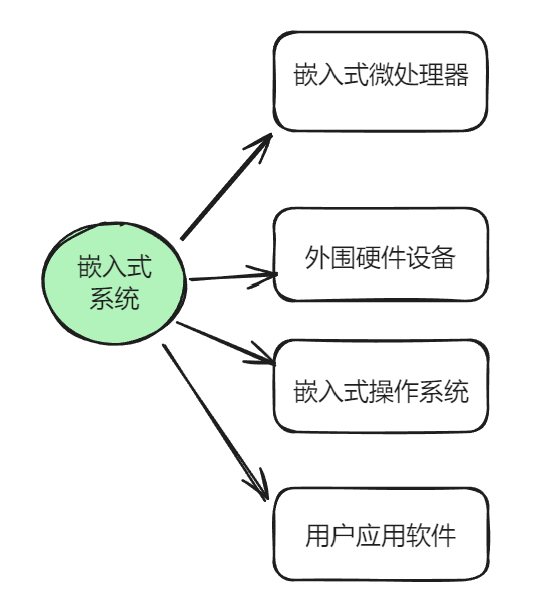 嵌入式微处理器
外围硬件设备
嵌入式
系统
嵌入式操作系统
用户应用软件